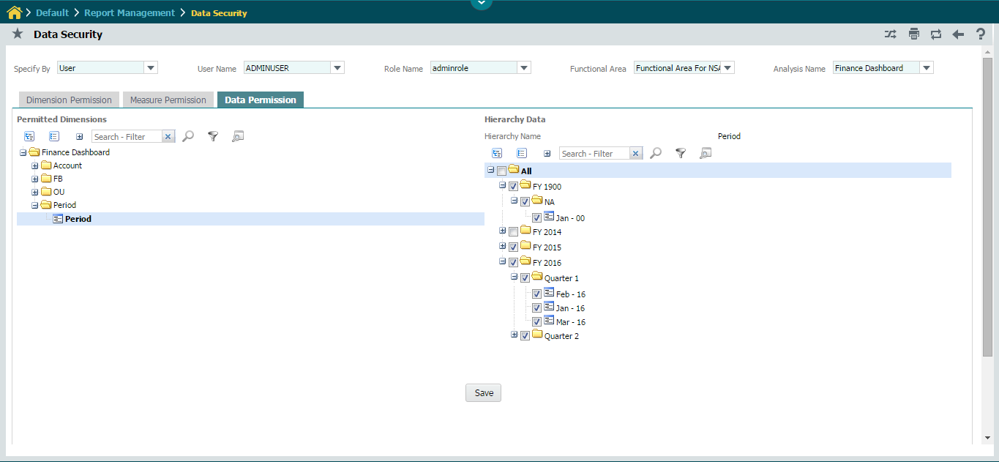 Default Report Management Data Security
Data Security
Specify By User User Name ADMINUSER Role Name adminrole Functional Area Functional Area For NSA Analysis Name Finance Dashboard
Dimension Permission Measure Permission Data Permission
Permitted Dimensions
Search - Filter
Finance Dashboard
Account
FB
OU
Period
Period
Hierarchy Data
Hierarchy Name Period
Search - Filter
All
FY 1900
NA
Jan - 00
FY 2014
FY 2015
FY 2016
Quarter 1
Feb - 16
Jan - 16
Mar - 16
Quarter 2
Save